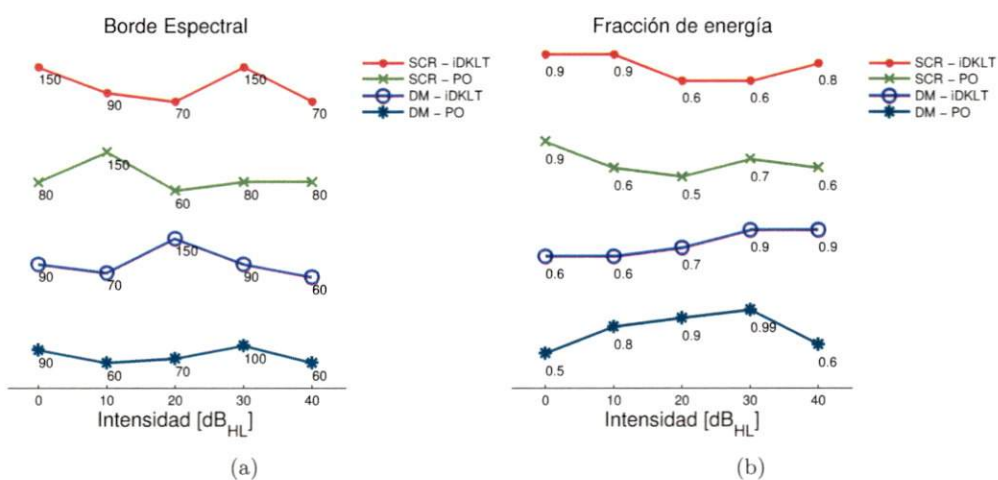 Borde Espectral
150
90
70
150
70
SCR – iDKLT
SCR – PO
DM – iDKLT
DM – PO
80
150
60
80
80
90
70
150
90
60
90
60
70
100
60
0 10 20 30 40
Intensidad [dB_HL]
(a)
Fracción de energía
0.9
0.9
0.6
0.6
0.8
SCR – iDKLT
SCR – PO
DM – iDKLT
DM – PO
0.9
0.6
0.5
0.7
0.6
0.6
0.6
0.7
0.9
0.9
0.5
0.8
0.9
0.99
0.6
0 10 20 30 40
Intensidad [dB_HL]
(b)